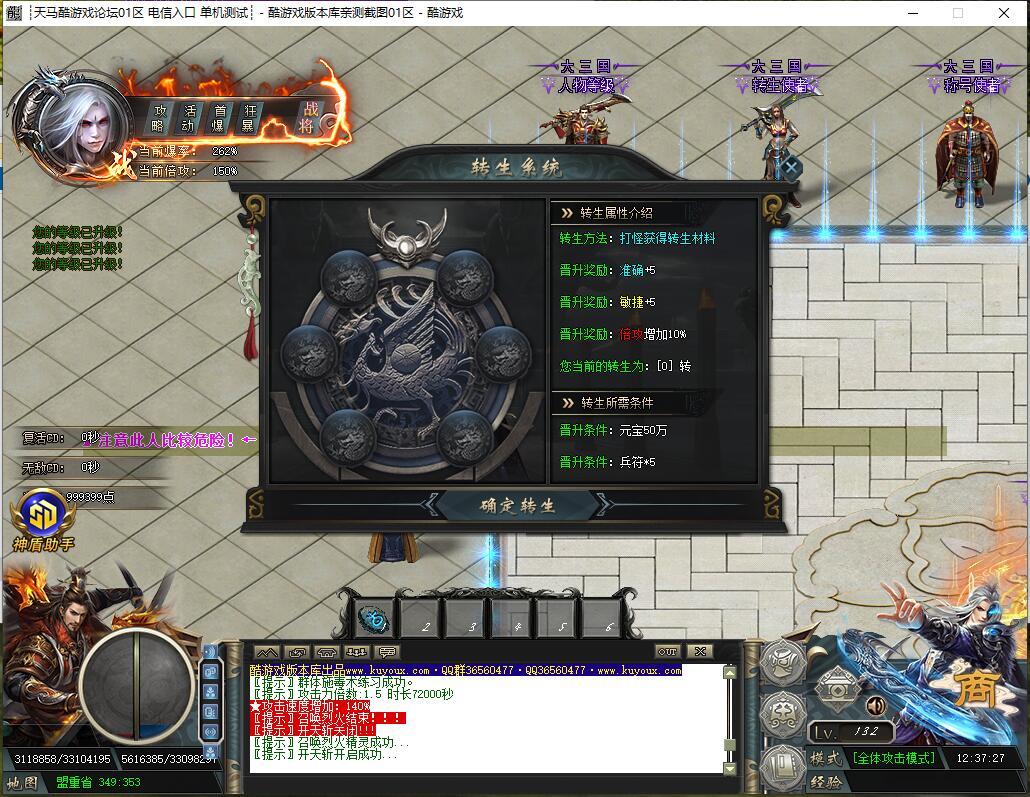 天马酷游戏论坛01区 电信入口 单机测试┊ - 酷游戏版本库亲测截图01区 - 酷游戏
大 三 国
人物等级
大 三 国
转生使者
大 三 国
称号使者
攻略 活动 首爆 狂暴
战将
当前爆率: 262%
当前倍攻: 150%
战
您的等级已升级!
您的等级已升级!
您的等级已升级!
转生系统
转生属性介绍
转生方法: 打怪获得转生材料
晋升奖励: 准确+5
晋升奖励: 敏捷+5
晋升奖励: 倍攻增加10%
您当前的转生为: [0] 转
转生所需条件
晋升条件: 元宝50万
晋升条件: 兵符*5
确定转生
复活CD: 0秒
注意此人比较危险!
无敌CD: 0秒
999399点
神盾助手
1 2 3 4 5 6
OUT
酷游戏版本库出品www.kuyoux.com·QQ群36560477·QQ36560477·www.kuyoux.com
〖提示〗群体施毒术练习成功。
〖提示〗攻击力倍数:1.5 时长72000秒
★攻击速度增加: 140%
〖提示〗召唤烈火结束!!!!
〖提示〗开天斩关闭!!!
〖提示〗召唤烈火精灵成功...
〖提示〗开天斩开启成功...
商
Lv. 132
3118858/33104195 5616385/3309829
模式 [全体攻击模式] 12:37:27
地图 盟重省 349:353
经验